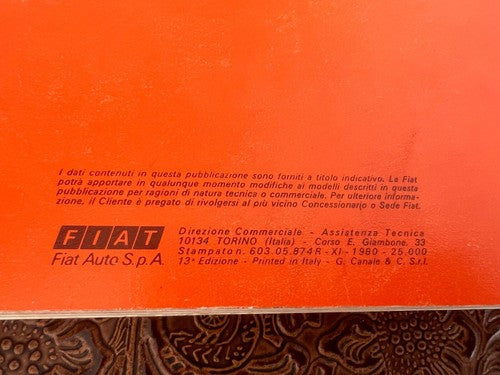 I dati contenuti in questa pubblicazione sono forniti a titolo indicativo. La Fiat
potrà apportare in qualunque momento modifiche ai modelli descritti in questa
pubblicazione per ragioni di natura tecnica o commerciale. Per ulteriore informa-
zione, il Cliente è pregato di rivolgersi al più vicino Concessionario o Sede Fiat.
FIAT
Fiat Auto S.p.A.
Direzione Commerciale - Assistenza Tecnica
10134 TORINO (Italia) - Corso E. Giambone, 33
Stampato n. 603.05.874 R - XI - 1980 - 25.000
13ª Edizione - Printed in Italy - G. Canale & C. S.r.l.